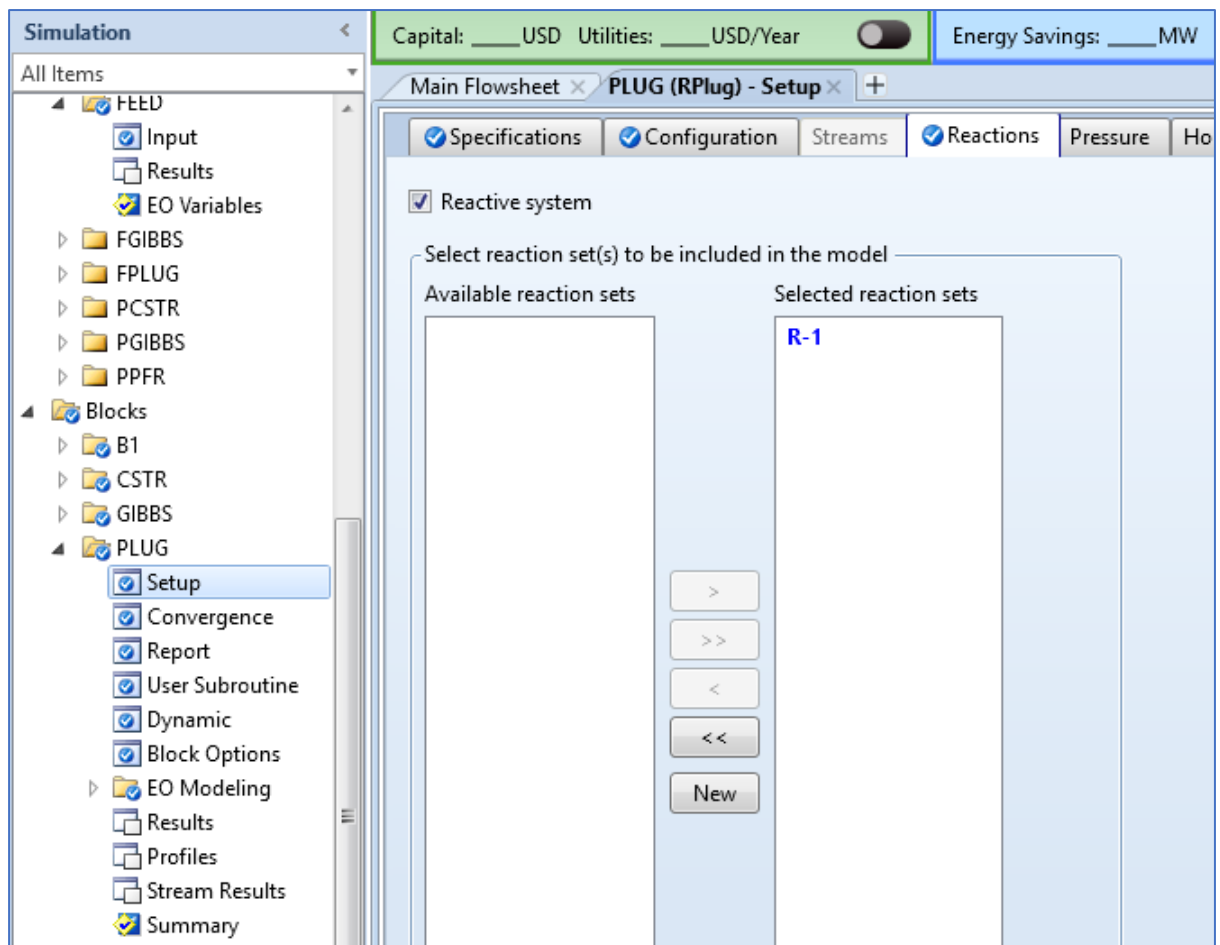 Simulation <
All Items
FEED
Input
Results
EO Variables
FGIBBS
FPLUG
PCSTR
PGIBBS
PPFR
Blocks
B1
CSTR
GIBBS
PLUG
Setup
Convergence
Report
User Subroutine
Dynamic
Block Options
EO Modeling
Results
Profiles
Stream Results
Summary
Capital: ____USD Utilities: ____USD/Year Energy Savings: ____MW
Main Flowsheet × PLUG (RPlug) - Setup × +
Specifications Configuration Streams Reactions Pressure Ho
Reactive system
Select reaction set(s) to be included in the model
Available reaction sets Selected reaction sets
R-1
>
>>
<
<<
New